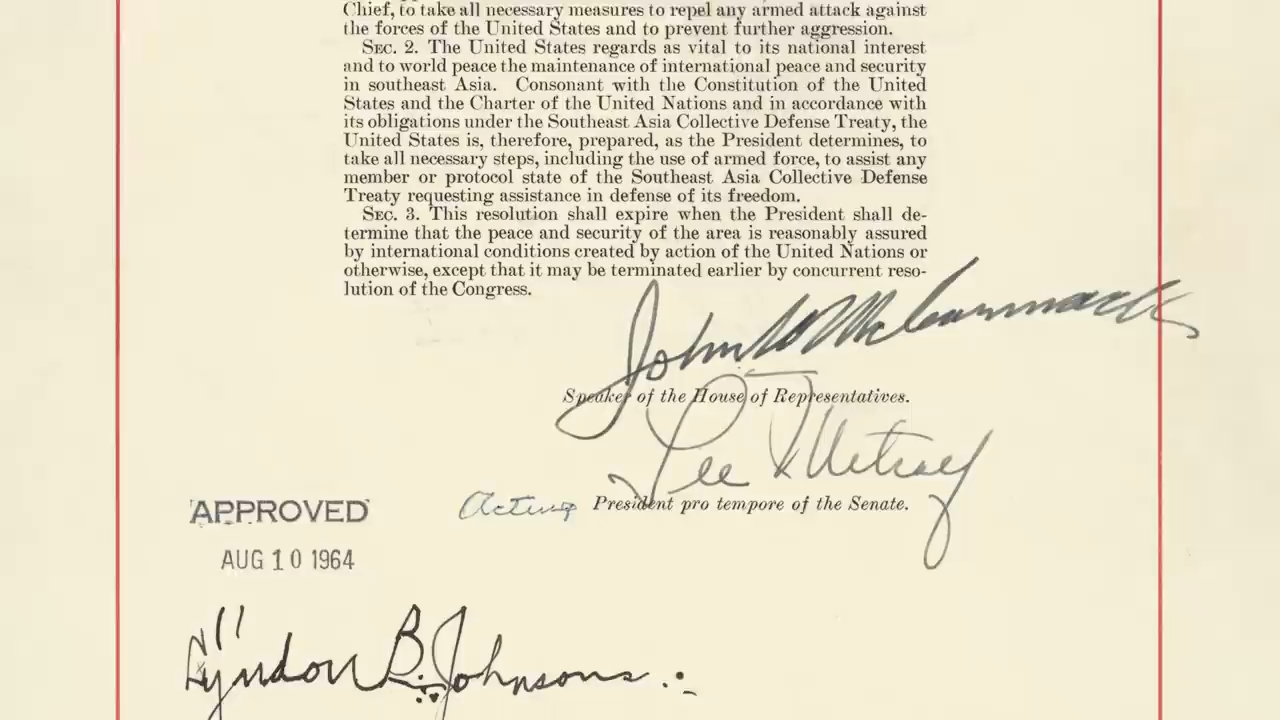 Chief, to take all necessary measures to repel any armed attack against
the forces of the United States and to prevent further aggression.
SEC. 2. The United States regards as vital to its national interest
and to world peace the maintenance of international peace and security
in southeast Asia. Consonant with the Constitution of the United
States and the Charter of the United Nations and in accordance with
its obligations under the Southeast Asia Collective Defense Treaty, the
United States is, therefore, prepared, as the President determines, to
take all necessary steps, including the use of armed force, to assist any
member or protocol state of the Southeast Asia Collective Defense
Treaty requesting assistance in defense of its freedom.
SEC. 3. This resolution shall expire when the President shall de-
termine that the peace and security of the area is reasonably assured
by international conditions created by action of the United Nations or
otherwise, except that it may be terminated earlier by concurrent reso-
lution of the Congress.
John W McCormack
Speaker of the House of Representatives.
Lee Metcalf
Acting President pro tempore of the Senate.
APPROVED
AUG 10 1964
Lyndon B. Johnson